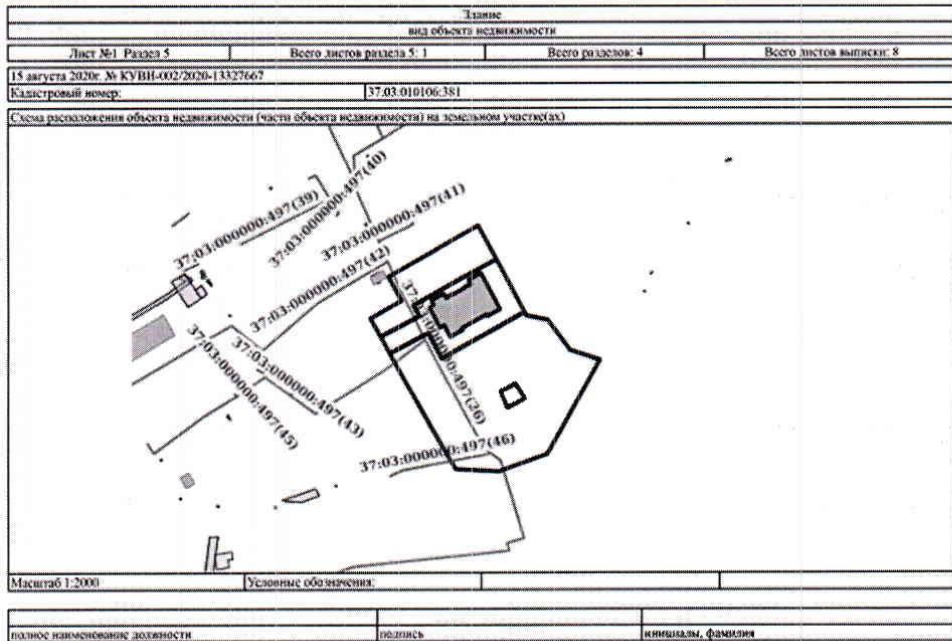 Здание
вид объекта недвижимости
Лист №1 Раздел 5 Всего листов раздела 5: 1 Всего разделов: 4 Всего листов выписки: 8
15 августа 2020г. № КУВИ-002/2020-13327667
Кадастровый номер: 37:03:010106:381
Схема расположения объекта недвижимости (части объекта недвижимости) на земельном участке(ах)
37:03:000000:497(39)
37:03:000000:497(40)
37:03:000000:497(41)
37:03:000000:497(42)
37:03:000000:497(26)
37:03:000000:497(43)
37:03:000000:497(45)
37:03:000000:497(46)
Масштаб 1:2000 Условные обозначения:
полное наименование должности подпись инициалы, фамилия